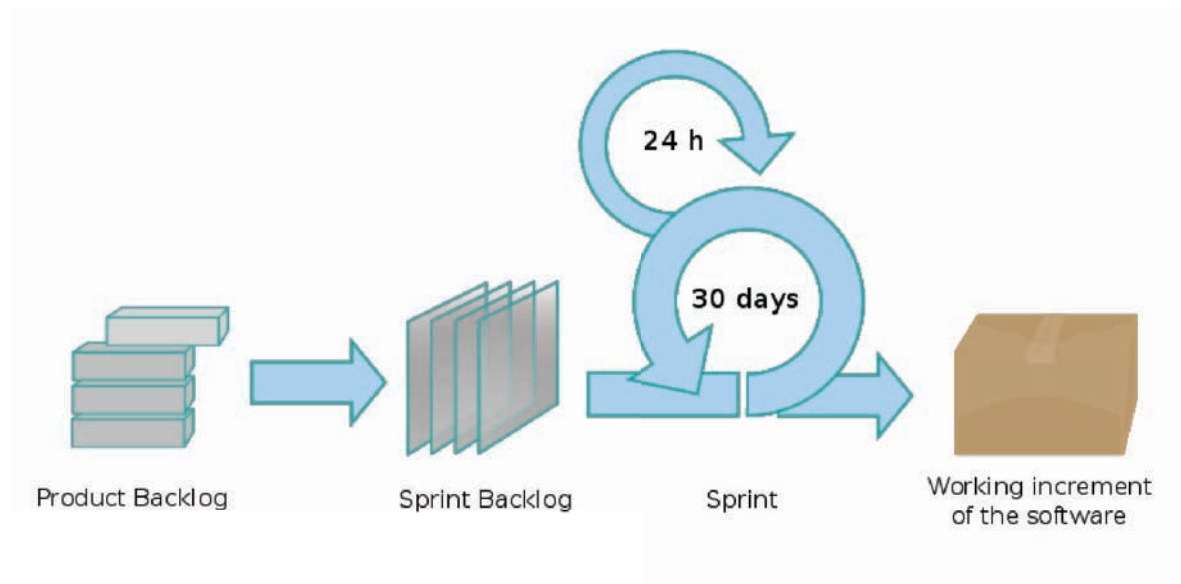 24 h
30 days
Product Backlog
Sprint Backlog
Sprint
Working increment
of the software